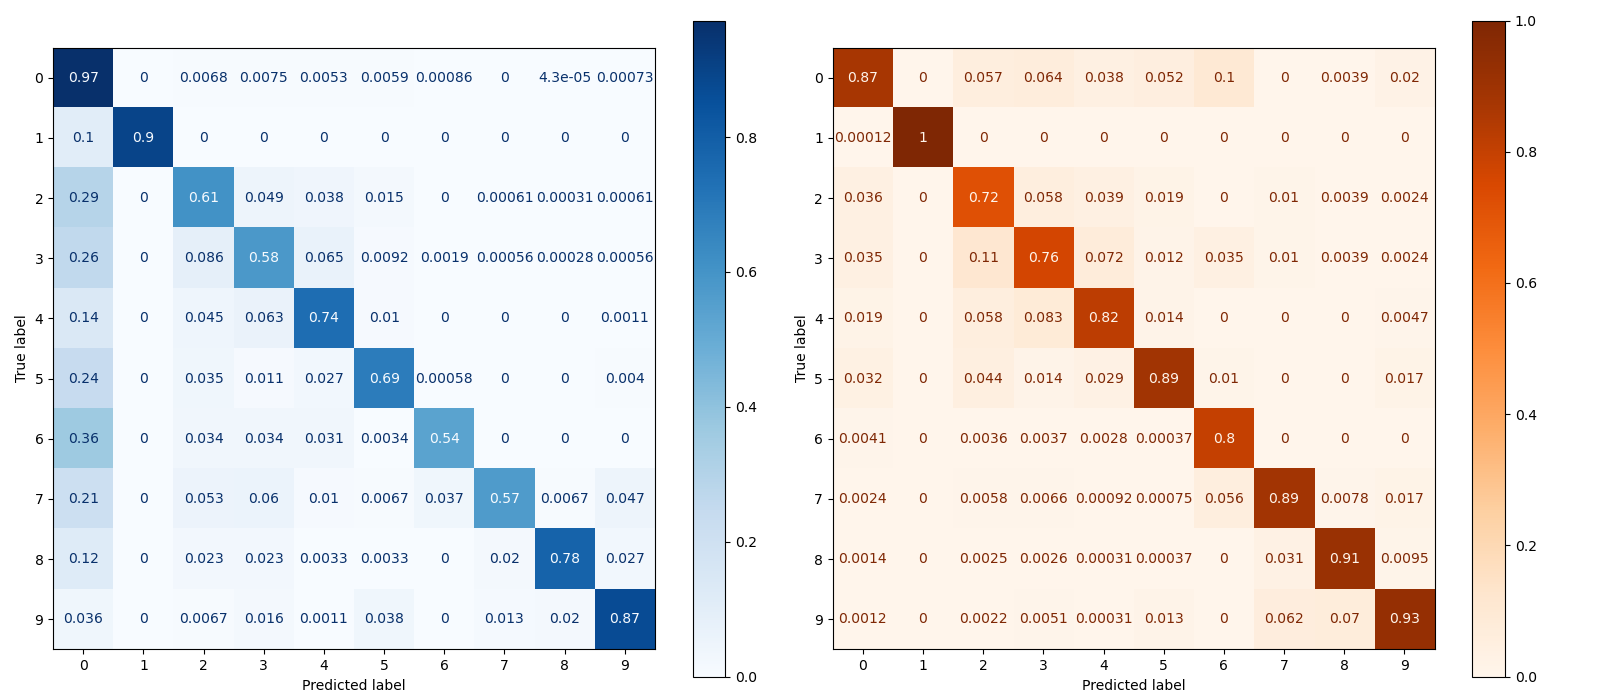 0 0.97 0 0.0068 0.0075 0.0053 0.0059 0.00086 0 4.3e-05 0.00073
1 0.1 0.9 0 0 0 0 0 0 0 0
2 0.29 0 0.61 0.049 0.038 0.015 0 0.00061 0.00031 0.00061
3 0.26 0 0.086 0.58 0.065 0.0092 0.0019 0.00056 0.00028 0.00056
4 0.14 0 0.045 0.063 0.74 0.01 0 0 0 0.0011
5 0.24 0 0.035 0.011 0.027 0.69 0.00058 0 0 0.004
6 0.36 0 0.034 0.034 0.031 0.0034 0.54 0 0 0
7 0.21 0 0.053 0.06 0.01 0.0067 0.037 0.57 0.0067 0.047
8 0.12 0 0.023 0.023 0.0033 0.0033 0 0.02 0.78 0.027
9 0.036 0 0.0067 0.016 0.0011 0.038 0 0.013 0.02 0.87
0 1 2 3 4 5 6 7 8 9
True label
Predicted label
0.8
0.6
0.4
0.2
0.0
0 0.87 0 0.057 0.064 0.038 0.052 0.1 0 0.0039 0.02
1 0.00012 1 0 0 0 0 0 0 0 0
2 0.036 0 0.72 0.058 0.039 0.019 0 0.01 0.0039 0.0024
3 0.035 0 0.11 0.76 0.072 0.012 0.035 0.01 0.0039 0.0024
4 0.019 0 0.058 0.083 0.82 0.014 0 0 0 0.0047
5 0.032 0 0.044 0.014 0.029 0.89 0.01 0 0 0.017
6 0.0041 0 0.0036 0.0037 0.0028 0.00037 0.8 0 0 0
7 0.0024 0 0.0058 0.0066 0.00092 0.00075 0.056 0.89 0.0078 0.017
8 0.0014 0 0.0025 0.0026 0.00031 0.00037 0 0.031 0.91 0.0095
9 0.0012 0 0.0022 0.0051 0.00031 0.013 0 0.062 0.07 0.93
0 1 2 3 4 5 6 7 8 9
True label
Predicted label
1.0
0.8
0.6
0.4
0.2
0.0